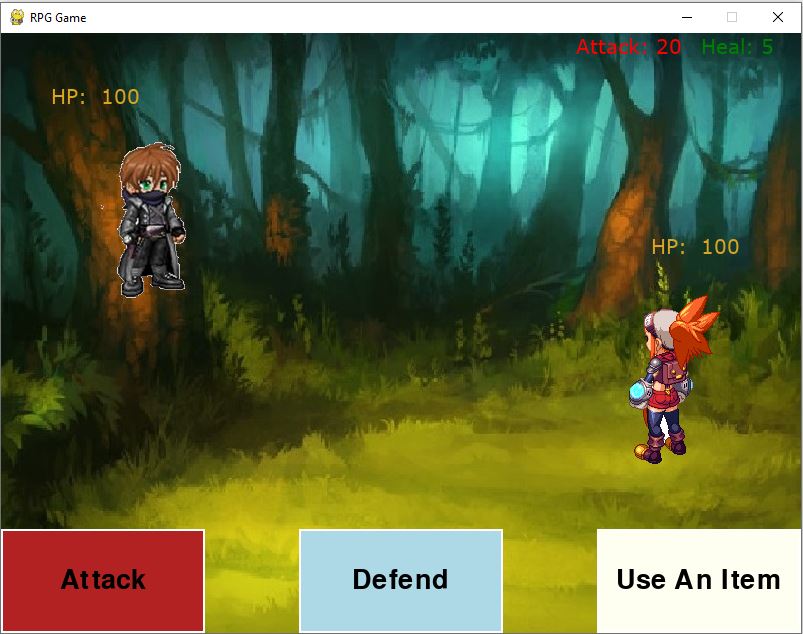 RPG Game
Attack: 20 Heal: 5
HP: 100
HP: 100
Attack
Defend
Use An Item